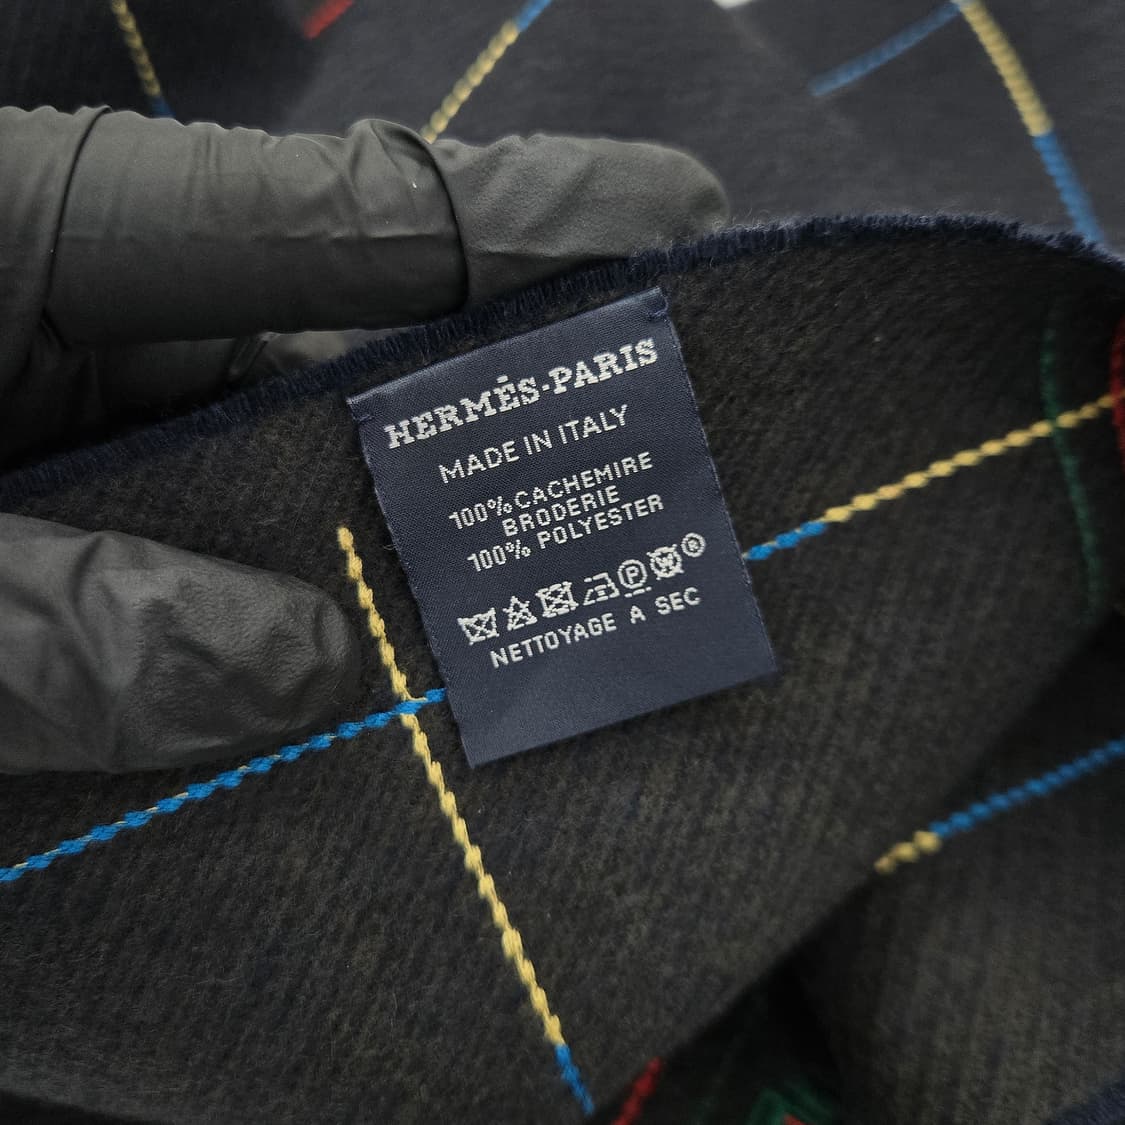 HERMÈS-PARIS
MADE IN ITALY
100% CACHEMIRE
BRODERIE
100% POLYESTER
P W ®
NETTOYAGE A SEC